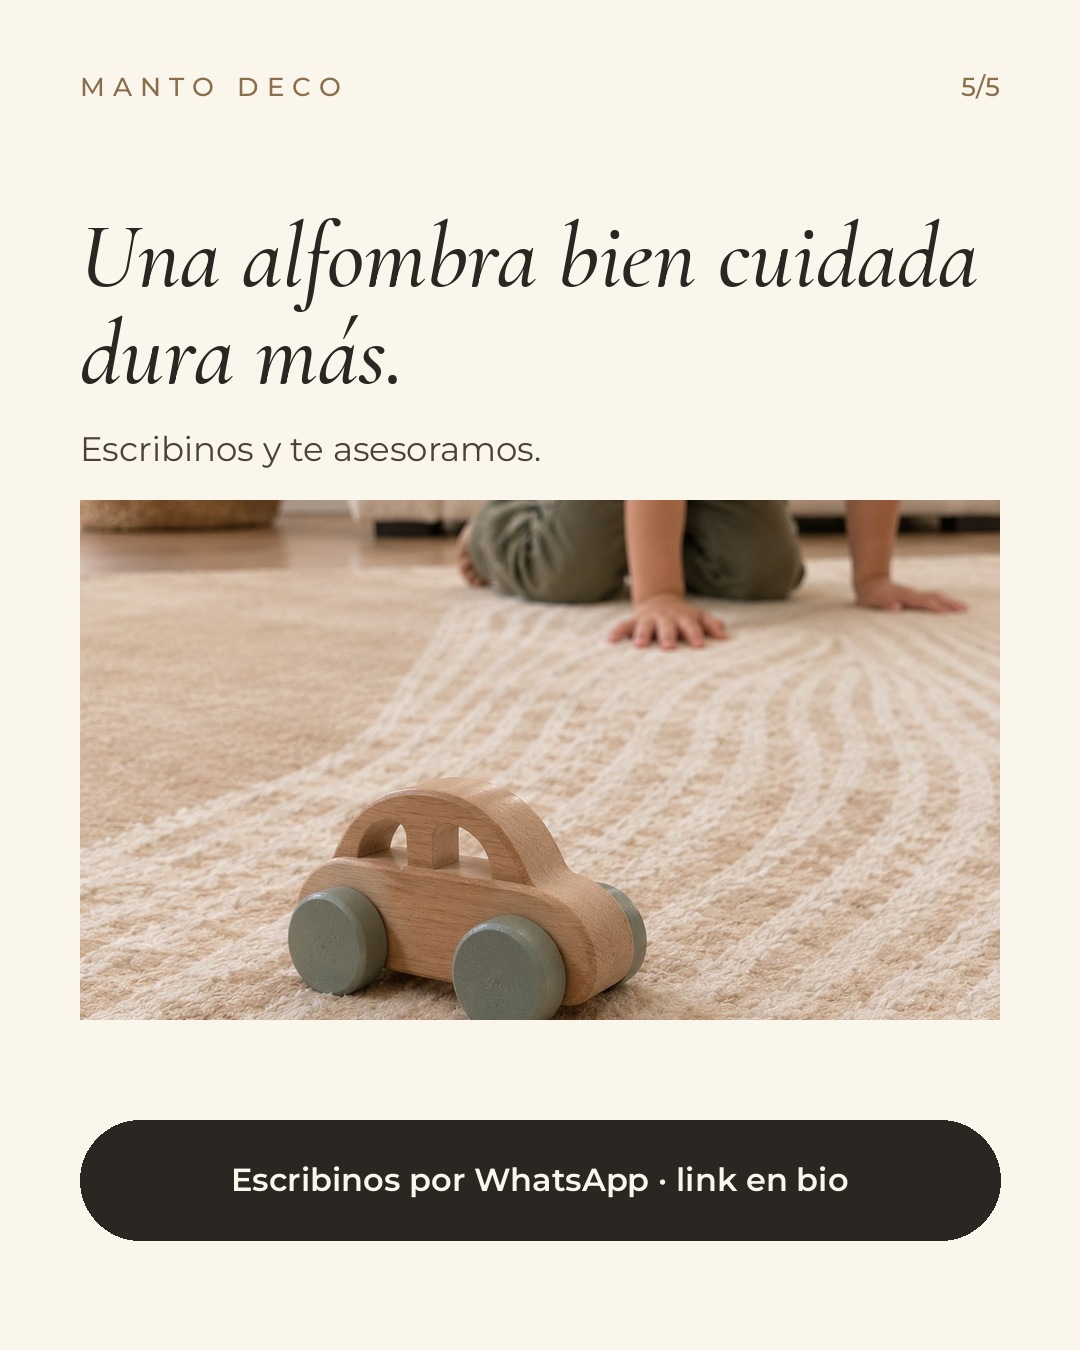 MANTO DECO
5/5
Una alfombra bien cuidada
dura más.
Escribinos y te asesoramos.
Escribinos por WhatsApp · link en bio